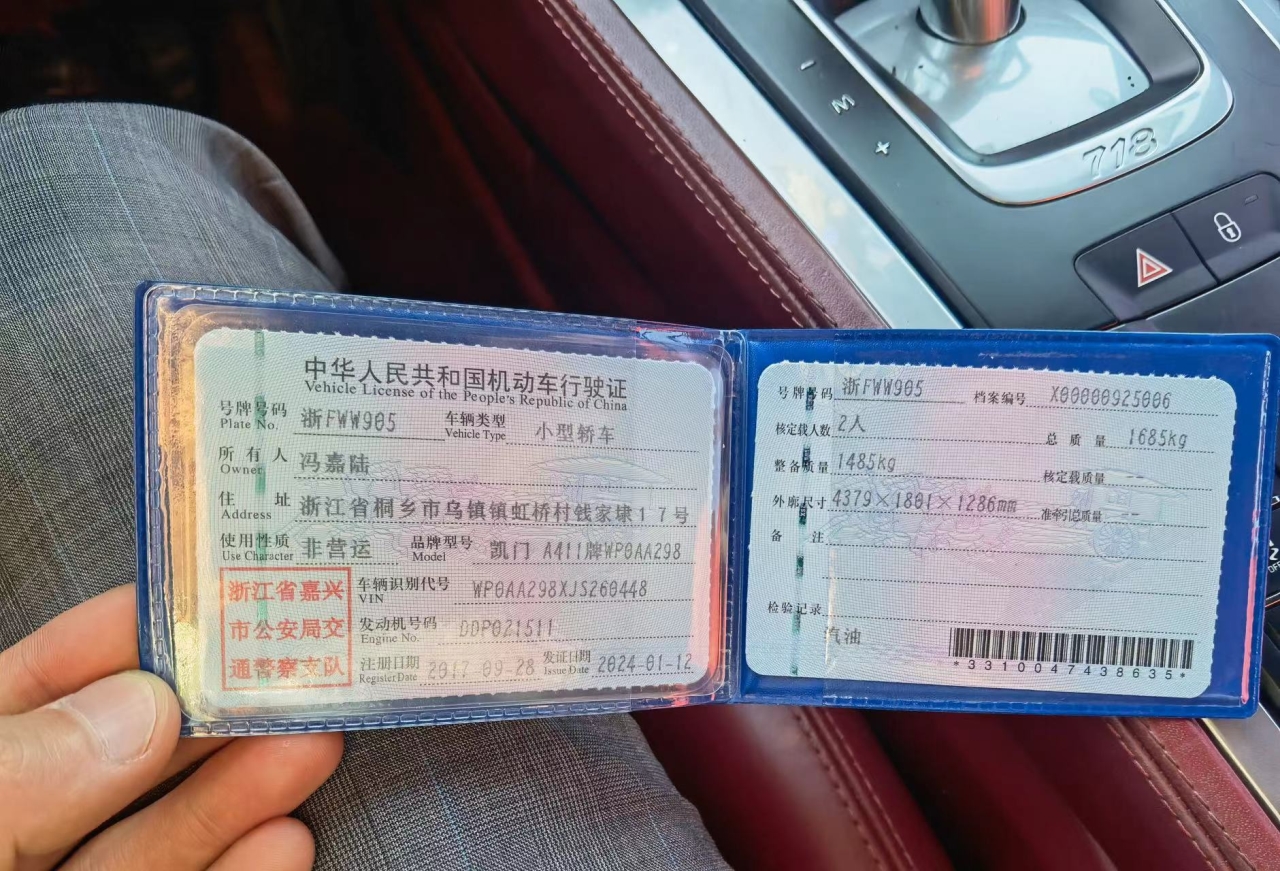 M
+
718
中华人民共和国机动车行驶证
Vehicle License of the People's Republic of China
号牌号码 浙FWW905 车辆类型 小型轿车
Plate No. Vehicle Type
所有人 冯嘉陆
Owner
住址 浙江省桐乡市乌镇镇虹桥村钱家埭17号
Address
使用性质 非营运 品牌型号 凯门 A411牌WP0AA298
Use Character Model
浙江省嘉兴
市公安局交
通警察支队
车辆识别代号 WP0AA298XJS260448
VIN
发动机号码 DDP021511
Engine No.
注册日期 2017-09-28 发证日期 2024-01-12
Register Date Issue Date
号牌号码 浙FWW905 档案编号 X00000925006
核定载人数 2人 总质量 1685kg
整备质量 1485kg 核定载质量 --
外廓尺寸 4379×1801×1286mm 准牵引总质量 --
备注
检验记录
汽油
*3310047438635*